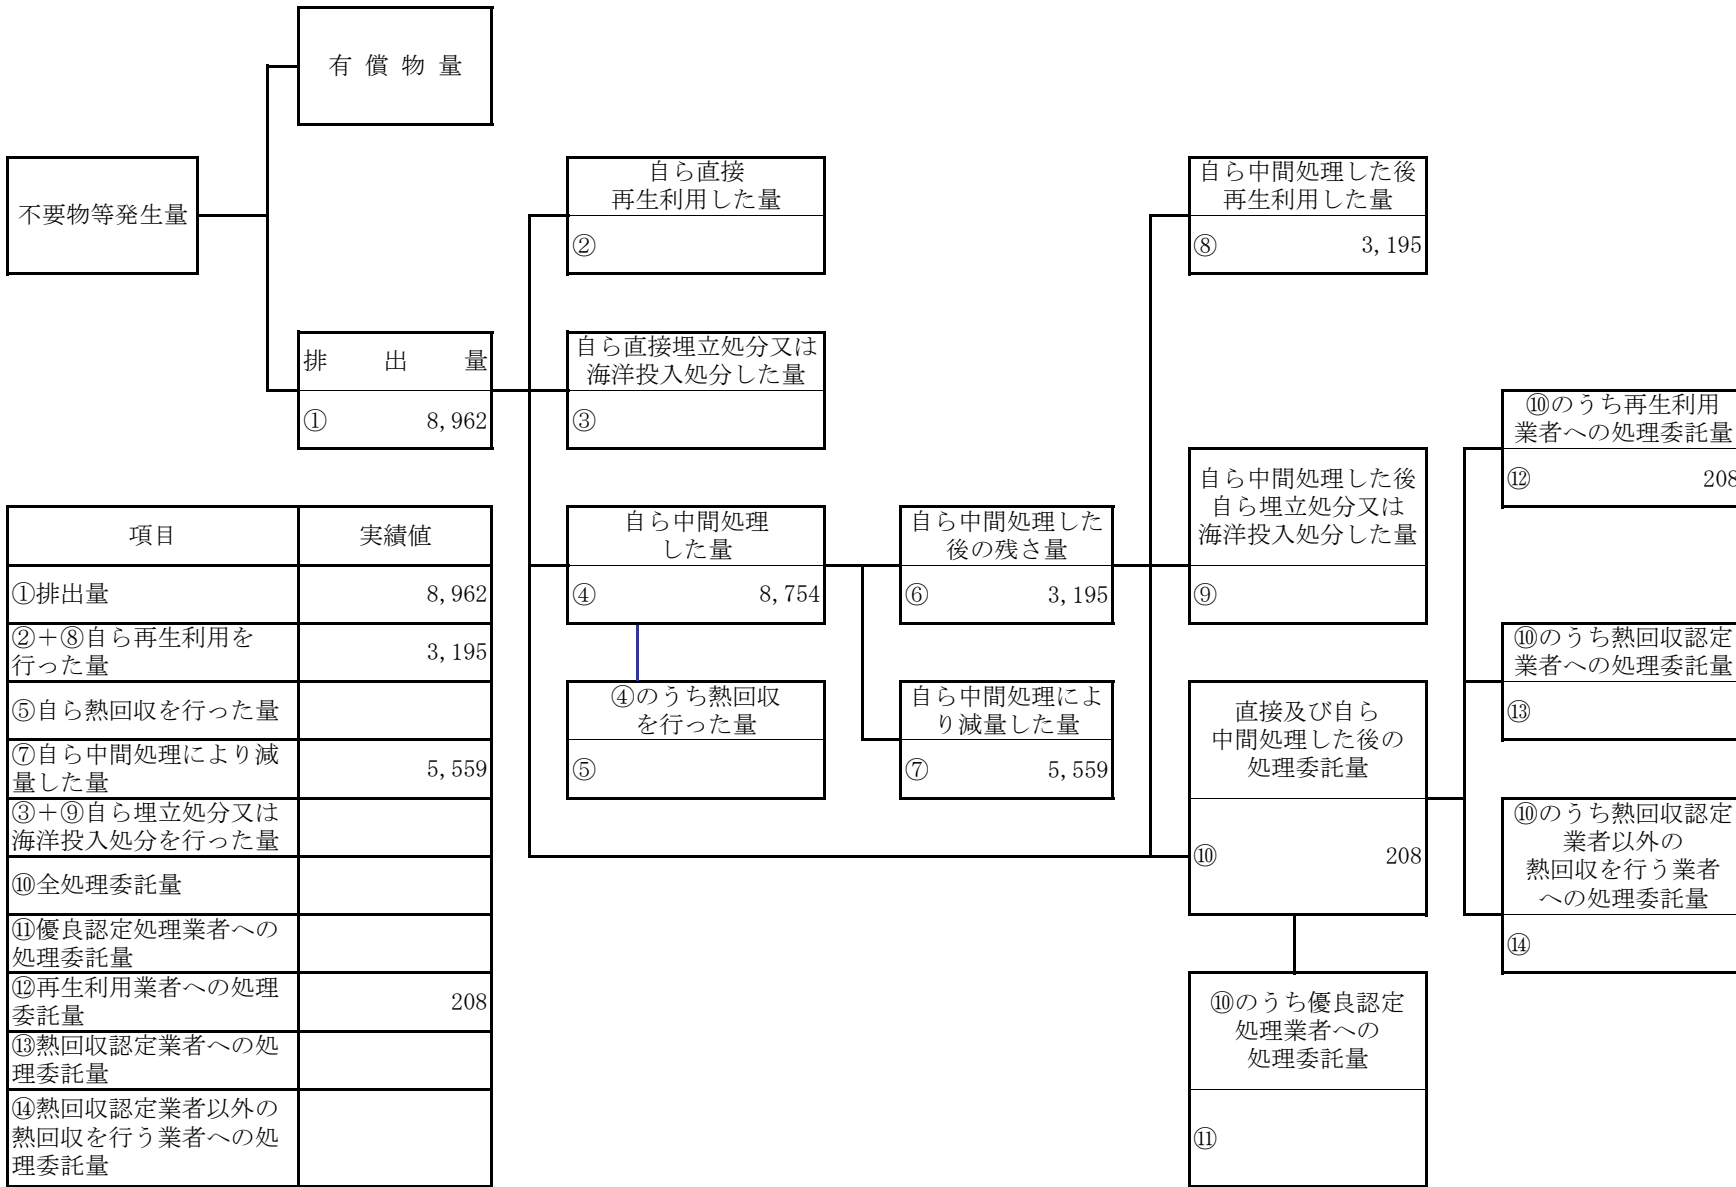 有償物量
不要物等発生量
排出量
① 8,962
自ら直接
再生利用した量
②
自ら直接埋立処分又は
海洋投入処分した量
③
自ら中間処理
した量
④ 8,754
④のうち熱回収
を行った量
⑤
自ら中間処理した
後の残さ量
⑥ 3,195
自ら中間処理によ
り減量した量
⑦ 5,559
自ら中間処理した後
再生利用した量
⑧ 3,195
自ら中間処理した後
自ら埋立処分又は
海洋投入処分した量
⑨
直接及び自ら
中間処理した後の
処理委託量
⑩ 208
⑩のうち優良認定
処理業者への
処理委託量
⑪
⑩のうち再生利用
業者への処理委託量
⑫ 208
⑩のうち熱回収認定
業者への処理委託量
⑬
⑩のうち熱回収認定
業者以外の
熱回収を行う業者
への処理委託量
⑭
項目 実績値
①排出量 8,962
②＋⑧自ら再生利用を
行った量 3,195
⑤自ら熱回収を行った量
⑦自ら中間処理により減
量した量 5,559
③＋⑨自ら埋立処分又は
海洋投入処分を行った量
⑩全処理委託量
⑪優良認定処理業者への
処理委託量
⑫再生利用業者への処理
委託量 208
⑬熱回収認定業者への処
理委託量
⑭熱回収認定業者以外の
熱回収を行う業者への処
理委託量